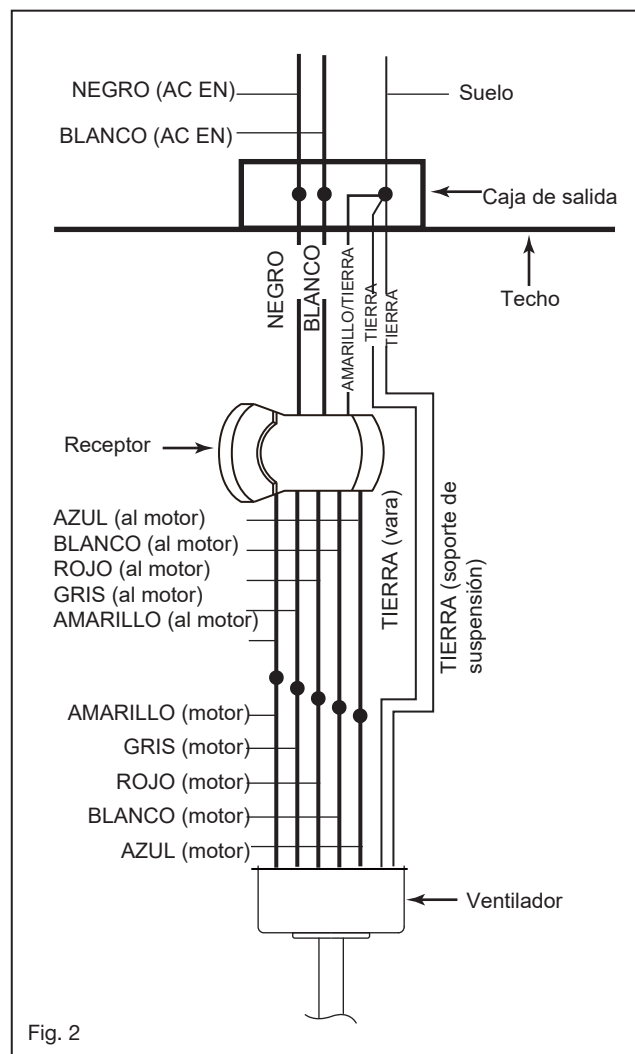 NEGRO (AC EN)
Suelo
BLANCO (AC EN)
Caja de salida
Techo
NEGRO
BLANCO
AMARILLO/TIERRA
TIERRA
TIERRA
Receptor
AZUL (al motor)
BLANCO (al motor)
ROJO (al motor)
GRIS (al motor)
AMARILLO (al motor)
TIERRA (vara)
TIERRA (soporte de
suspensión)
AMARILLO (motor)
GRIS (motor)
ROJO (motor)
BLANCO (motor)
AZUL (motor)
Ventilador
Fig. 2